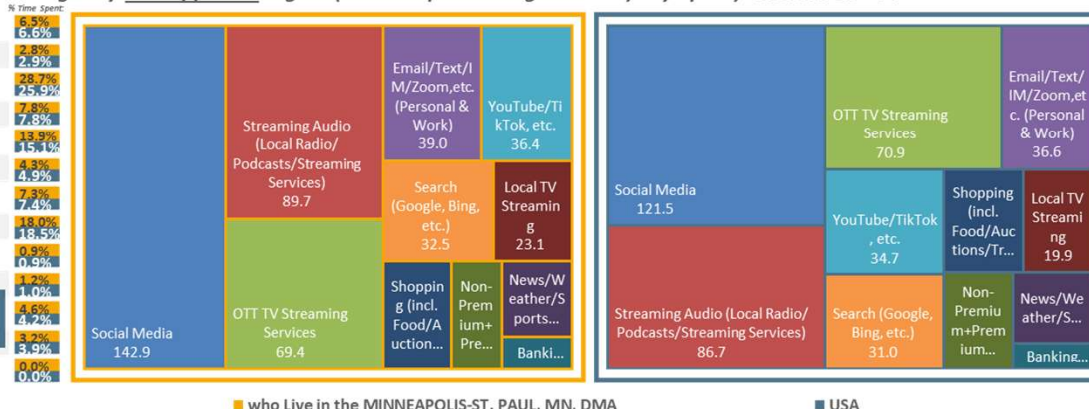 % Time Spent:
6.5%
6.6%
2.8%
2.9%
28.7%
25.9%
7.8%
7.8%
13.9%
15.1%
4.3%
4.9%
7.3%
7.4%
18.0%
18.5%
0.9%
0.9%
1.2%
1.0%
4.6%
4.2%
3.2%
3.9%
0.0%
0.0%
Social Media
142.9
Streaming Audio
(Local Radio/
Podcasts/Streaming
Services)
89.7
OTT TV Streaming
Services
69.4
Email/Text/I
M/Zoom,etc.
(Personal &
Work)
39.0
YouTube/Ti
kTok, etc.
36.4
Search
(Google, Bing,
etc.)
32.5
Local TV
Streamin
g
23.1
Shoppin
g (incl.
Food/A
uction...
Non-
Prem
ium+
Pre...
News/W
eather/S
ports...
Banki...
Social Media
121.5
Streaming Audio (Local Radio/
Podcasts/Streaming Services)
86.7
OTT TV Streaming
Services
70.9
Email/Text/
IM/Zoom,et
c. (Personal
& Work)
36.6
YouTube/TikTok
, etc.
34.7
Shopping
(incl.
Food/Auc
tions/Tr...
Local TV
Streami
ng
19.9
Search (Google,
Bing, etc.)
31.0
Non-
Premiu
m+Prem
ium...
News/We
ather/S...
Banking...
who Live in the MINNEAPOLIS-ST. PAUL, MN, DMA
USA